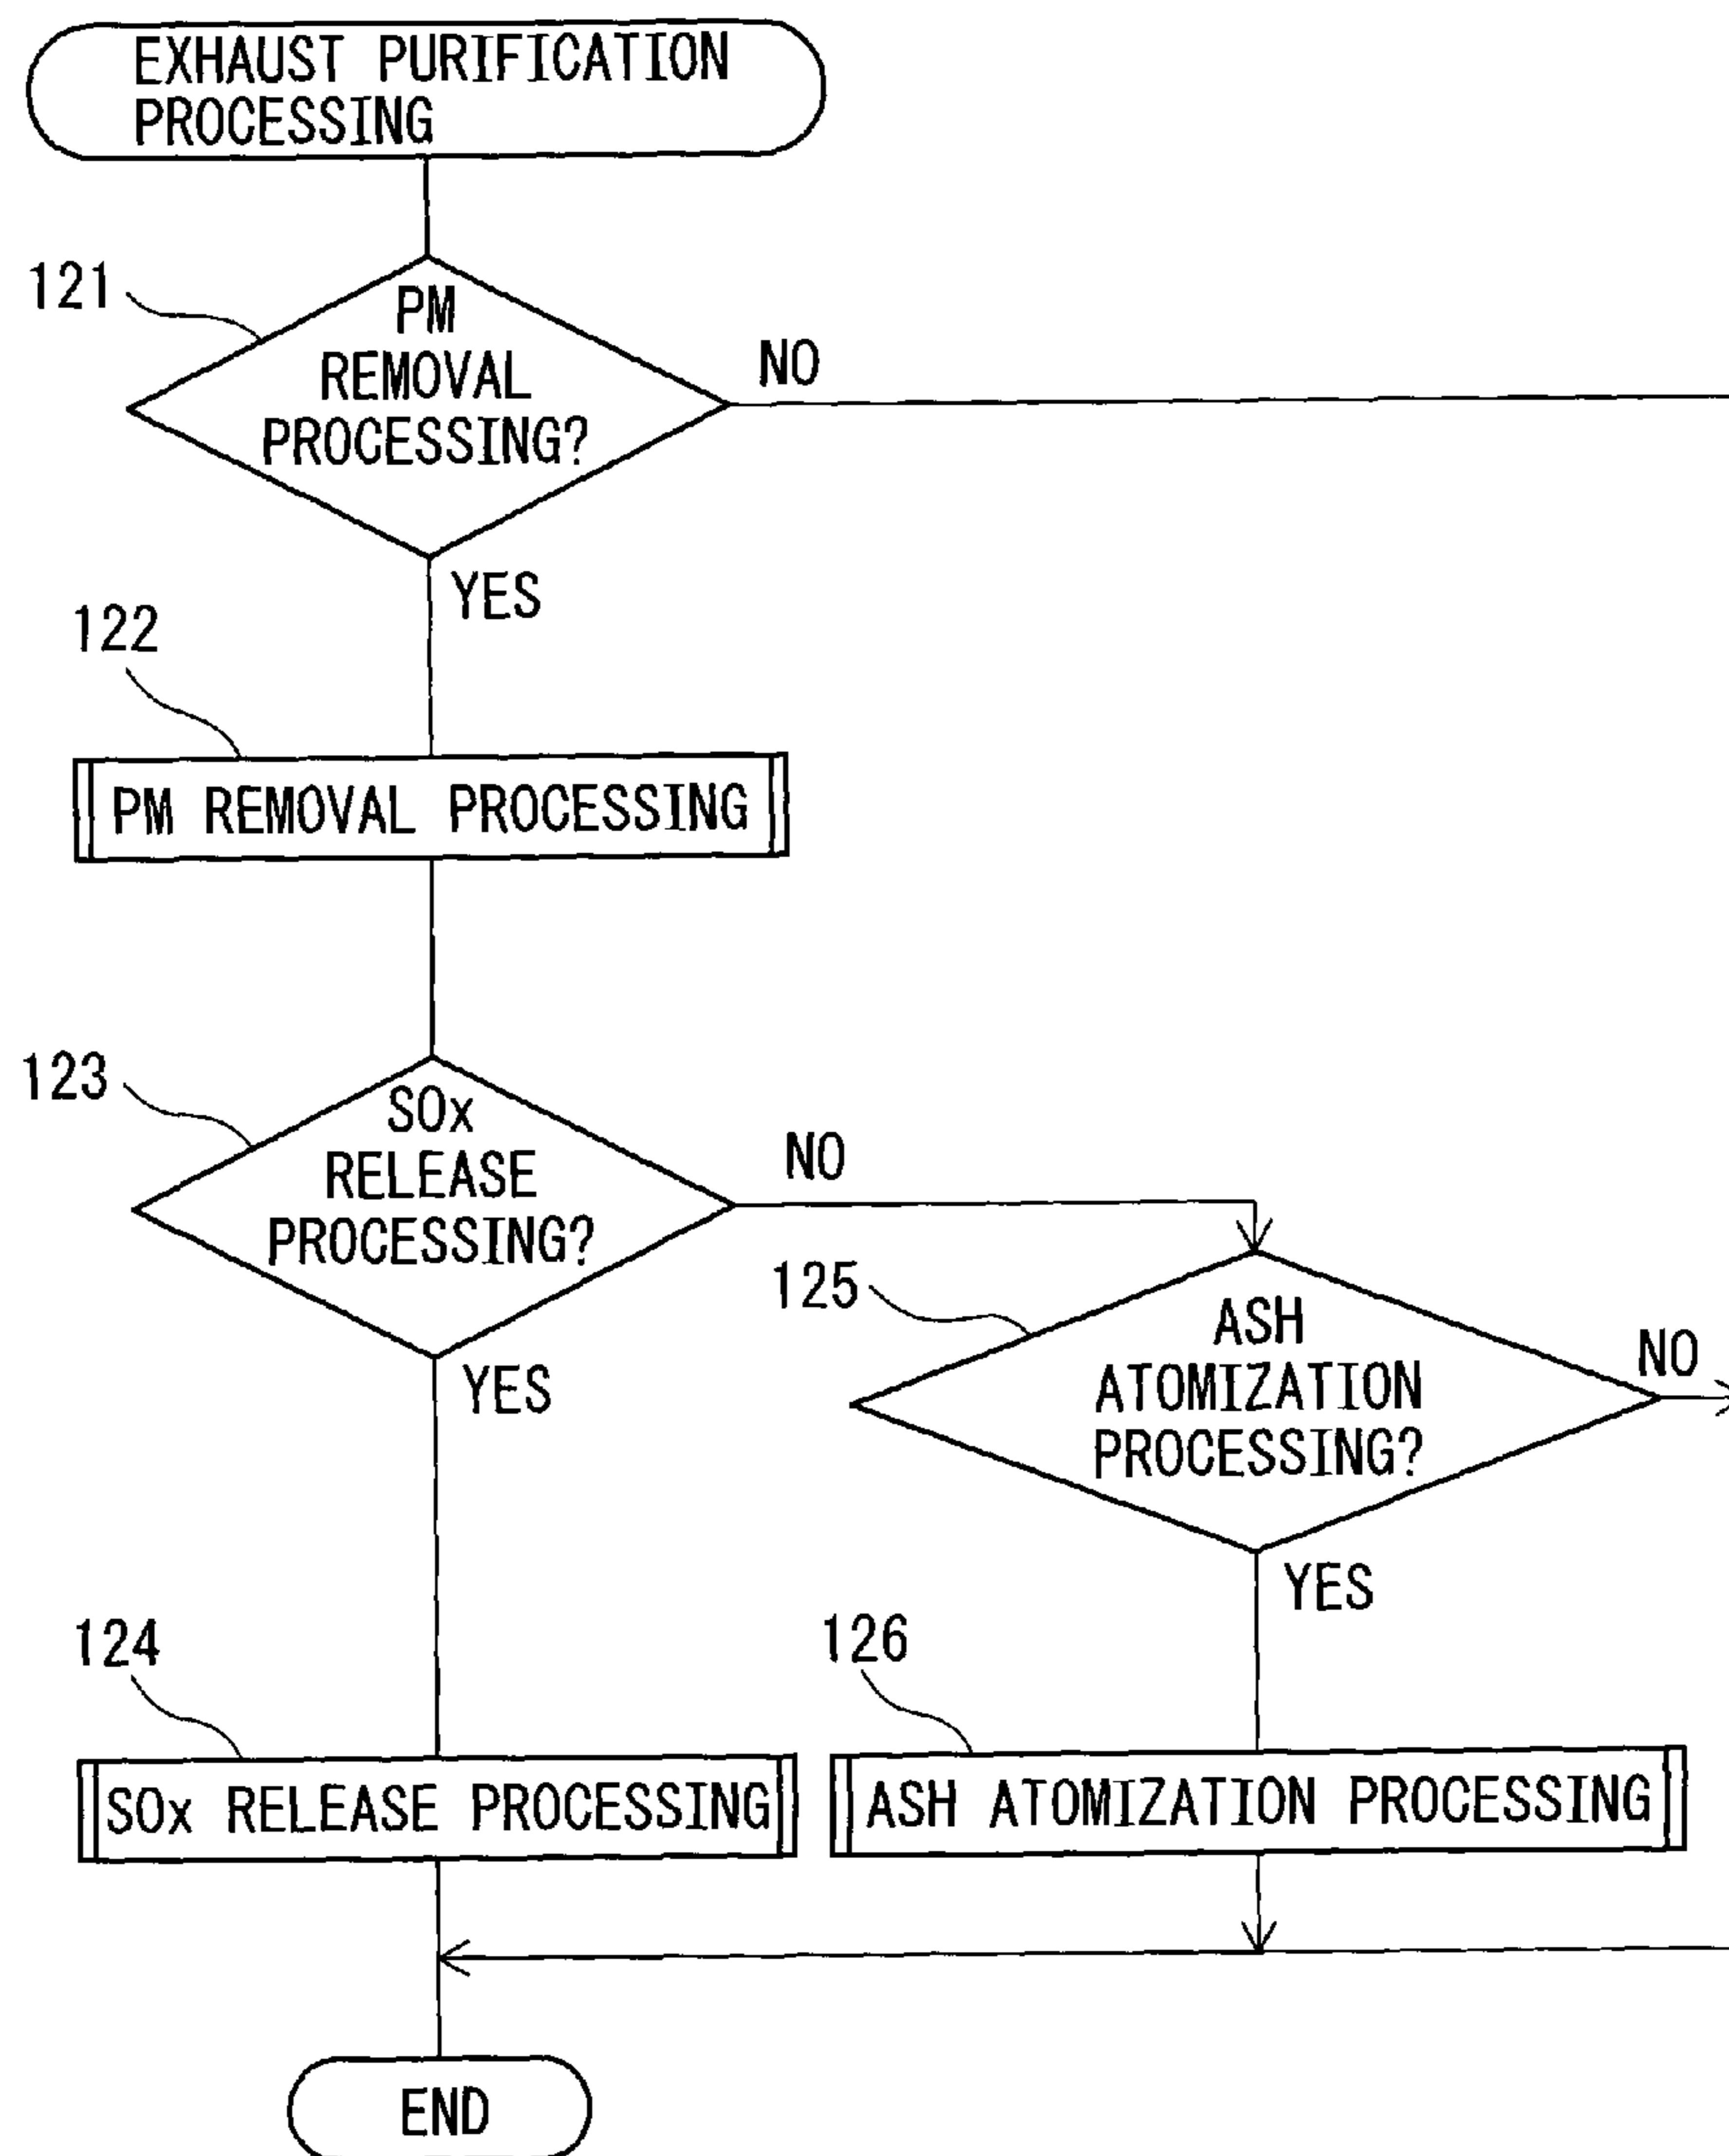 EXHAUST PURIFICATION
PROCESSING
121
PM
REMOVAL
PROCESSING?
NO
YES
122
PM REMOVAL PROCESSING
123
SOx
RELEASE
PROCESSING?
NO
YES
125
ASH
ATOMIZATION
PROCESSING?
NO
YES
124
SOx RELEASE PROCESSING
126
ASH ATOMIZATION PROCESSING
END